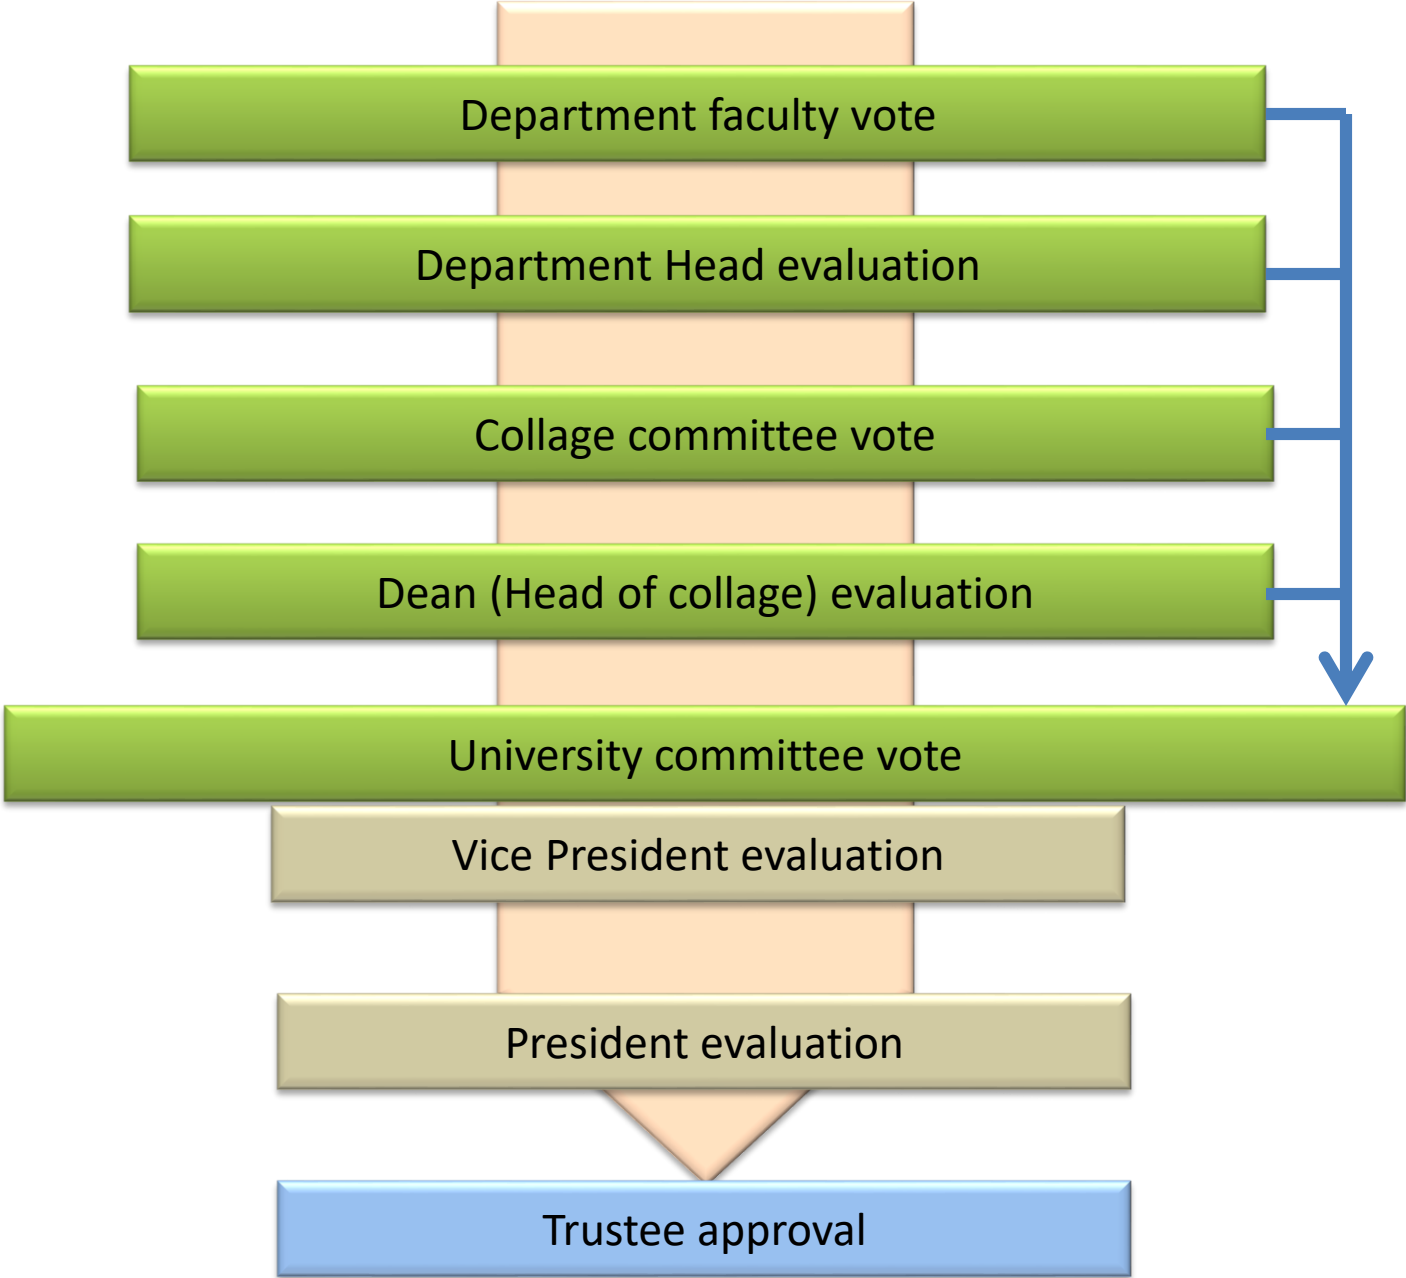 Department faculty vote
Department Head evaluation
Collage committee vote
Dean (Head of collage) evaluation
University committee vote
Vice President evaluation
President evaluation
Trustee approval